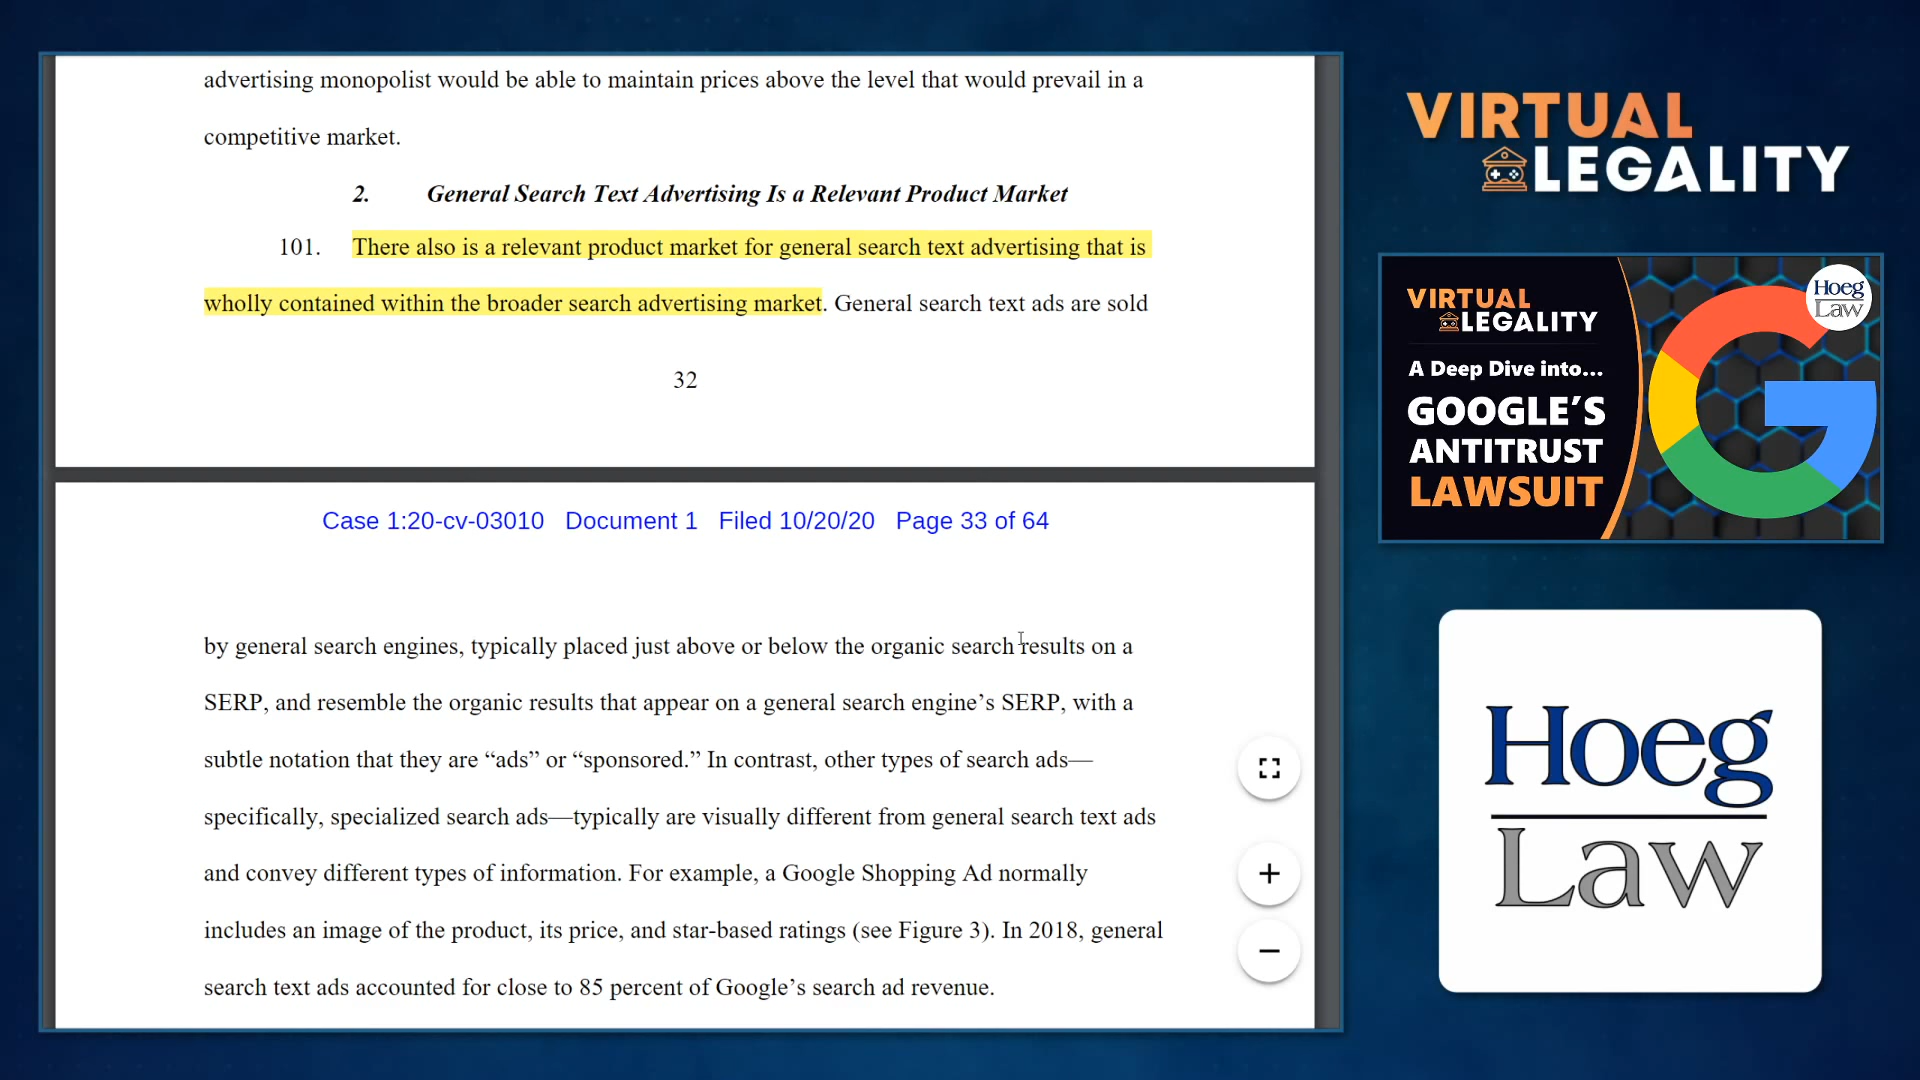 advertising monopolist would be able to maintain prices above the level that would prevail in a
competitive market.
2. General Search Text Advertising Is a Relevant Product Market
101. There also is a relevant product market for general search text advertising that is
wholly contained within the broader search advertising market. General search text ads are sold
32
Case 1:20-cv-03010 Document 1 Filed 10/20/20 Page 33 of 64
by general search engines, typically placed just above or below the organic search results on a
SERP, and resemble the organic results that appear on a general search engine’s SERP, with a
subtle notation that they are “ads” or “sponsored.” In contrast, other types of search ads—
specifically, specialized search ads—typically are visually different from general search text ads
and convey different types of information. For example, a Google Shopping Ad normally
includes an image of the product, its price, and star-based ratings (see Figure 3). In 2018, general
search text ads accounted for close to 85 percent of Google’s search ad revenue.
VIRTUAL
LEGALITY
VIRTUAL
LEGALITY
A Deep Dive into...
GOOGLE’S
ANTITRUST
LAWSUIT
Hoeg
Law
Hoeg
Law